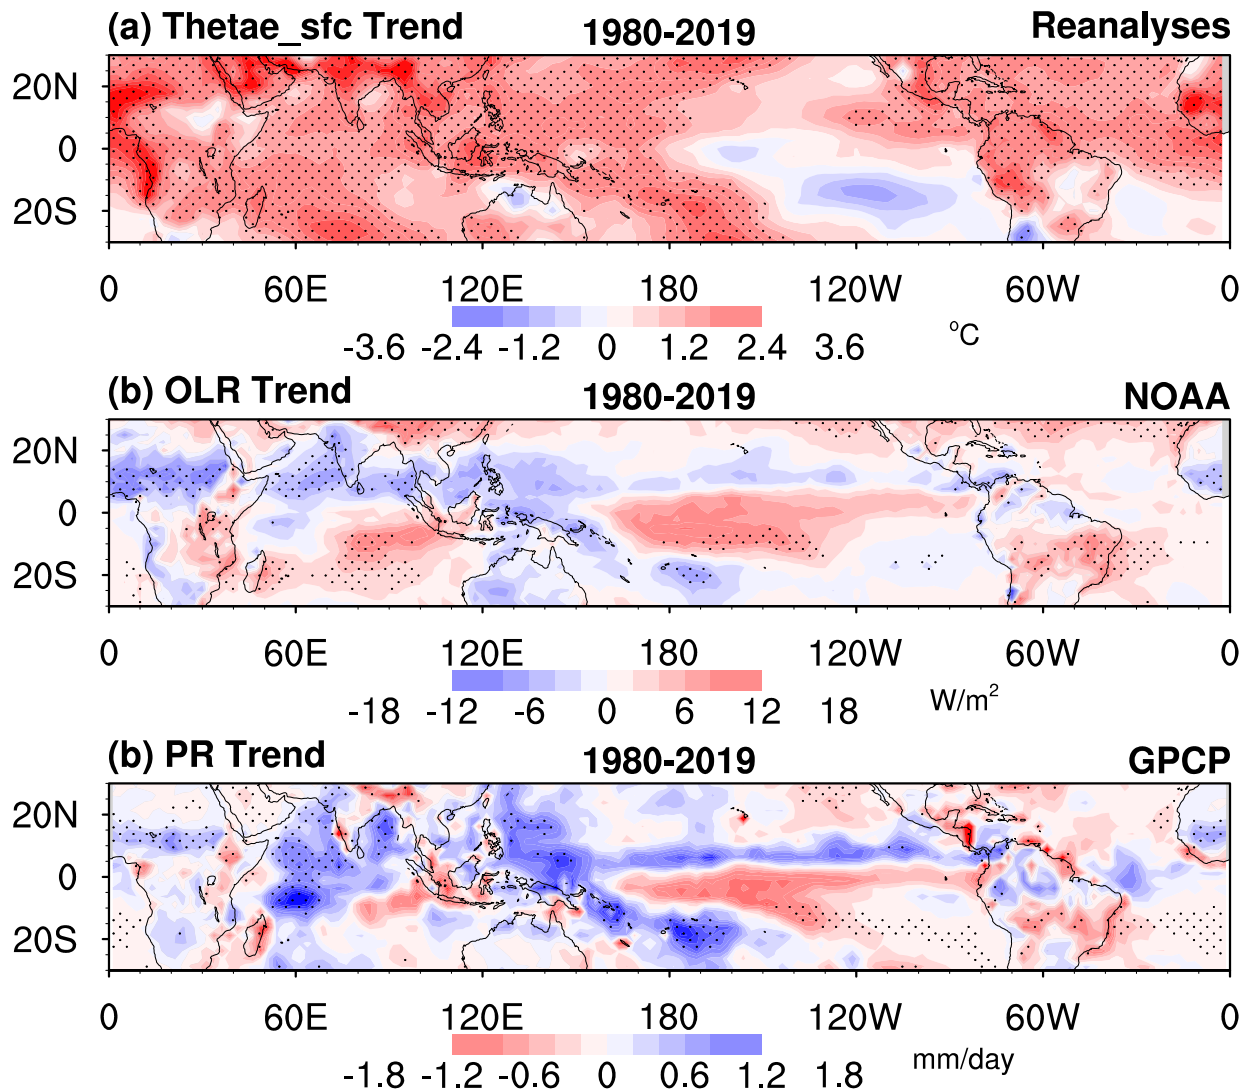 (a) Thetae_sfc Trend 1980-2019 Reanalyses
20N
0
20S
0 60E 120E 180 120W 60W 0
-3.6 -2.4 -1.2 0 1.2 2.4 3.6 °C
(b) OLR Trend 1980-2019 NOAA
20N
0
20S
0 60E 120E 180 120W 60W 0
-18 -12 -6 0 6 12 18 W/m²
(b) PR Trend 1980-2019 GPCP
20N
0
20S
0 60E 120E 180 120W 60W 0
-1.8 -1.2 -0.6 0 0.6 1.2 1.8 mm/day